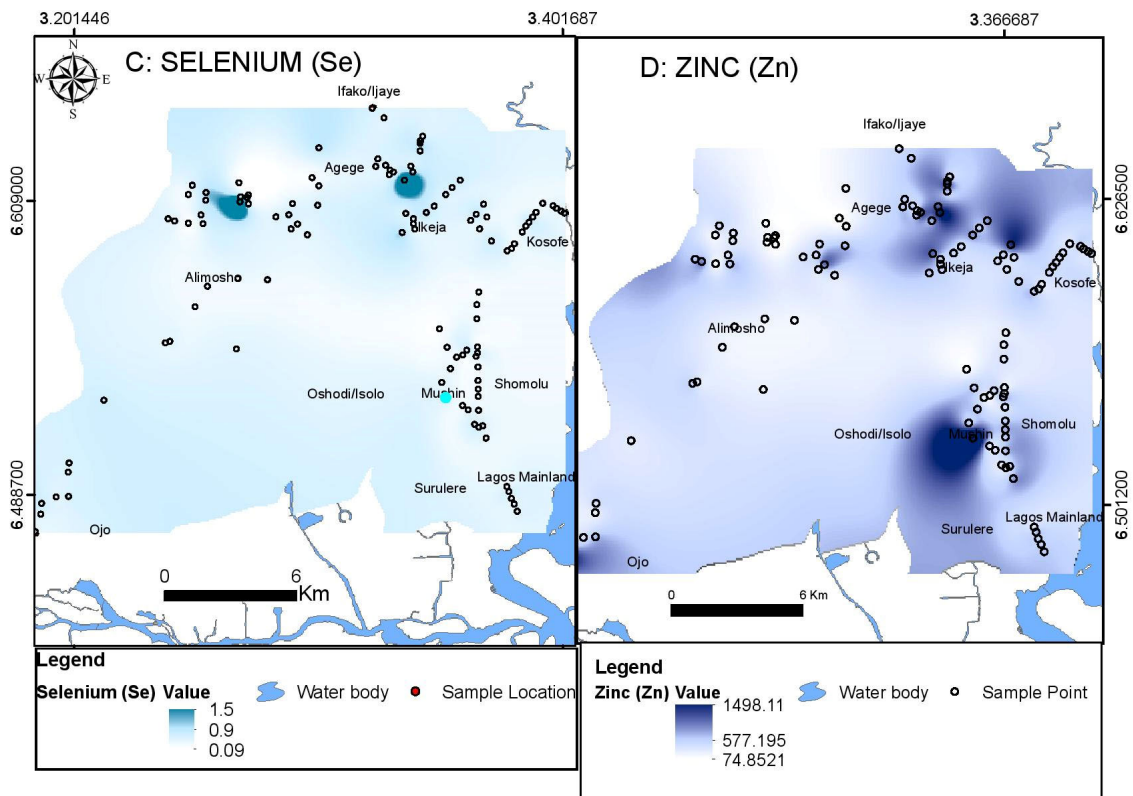 3.201446
3.401687
6.609000
6.488700
N
W E
S
C: SELENIUM (Se)
Ifako/Ijaye
Agege
Ikeja
Kosofe
Alimosho
Oshodi/Isolo
Mushin
Shomolu
Surulere
Lagos Mainland
Ojo
0 6
Km
Legend
Selenium (Se) Value
Water body
Sample Location
1.5
0.9
0.09
3.366687
6.626500
6.501200
D: ZINC (Zn)
Ifako/Ijaye
Agege
Ikeja
Kosofe
Alimosho
Oshodi/Isolo
Mushin
Shomolu
Surulere
Lagos Mainland
Ojo
0 6 Km
Legend
Zinc (Zn) Value
Water body
Sample Point
1498.11
577.195
74.8521